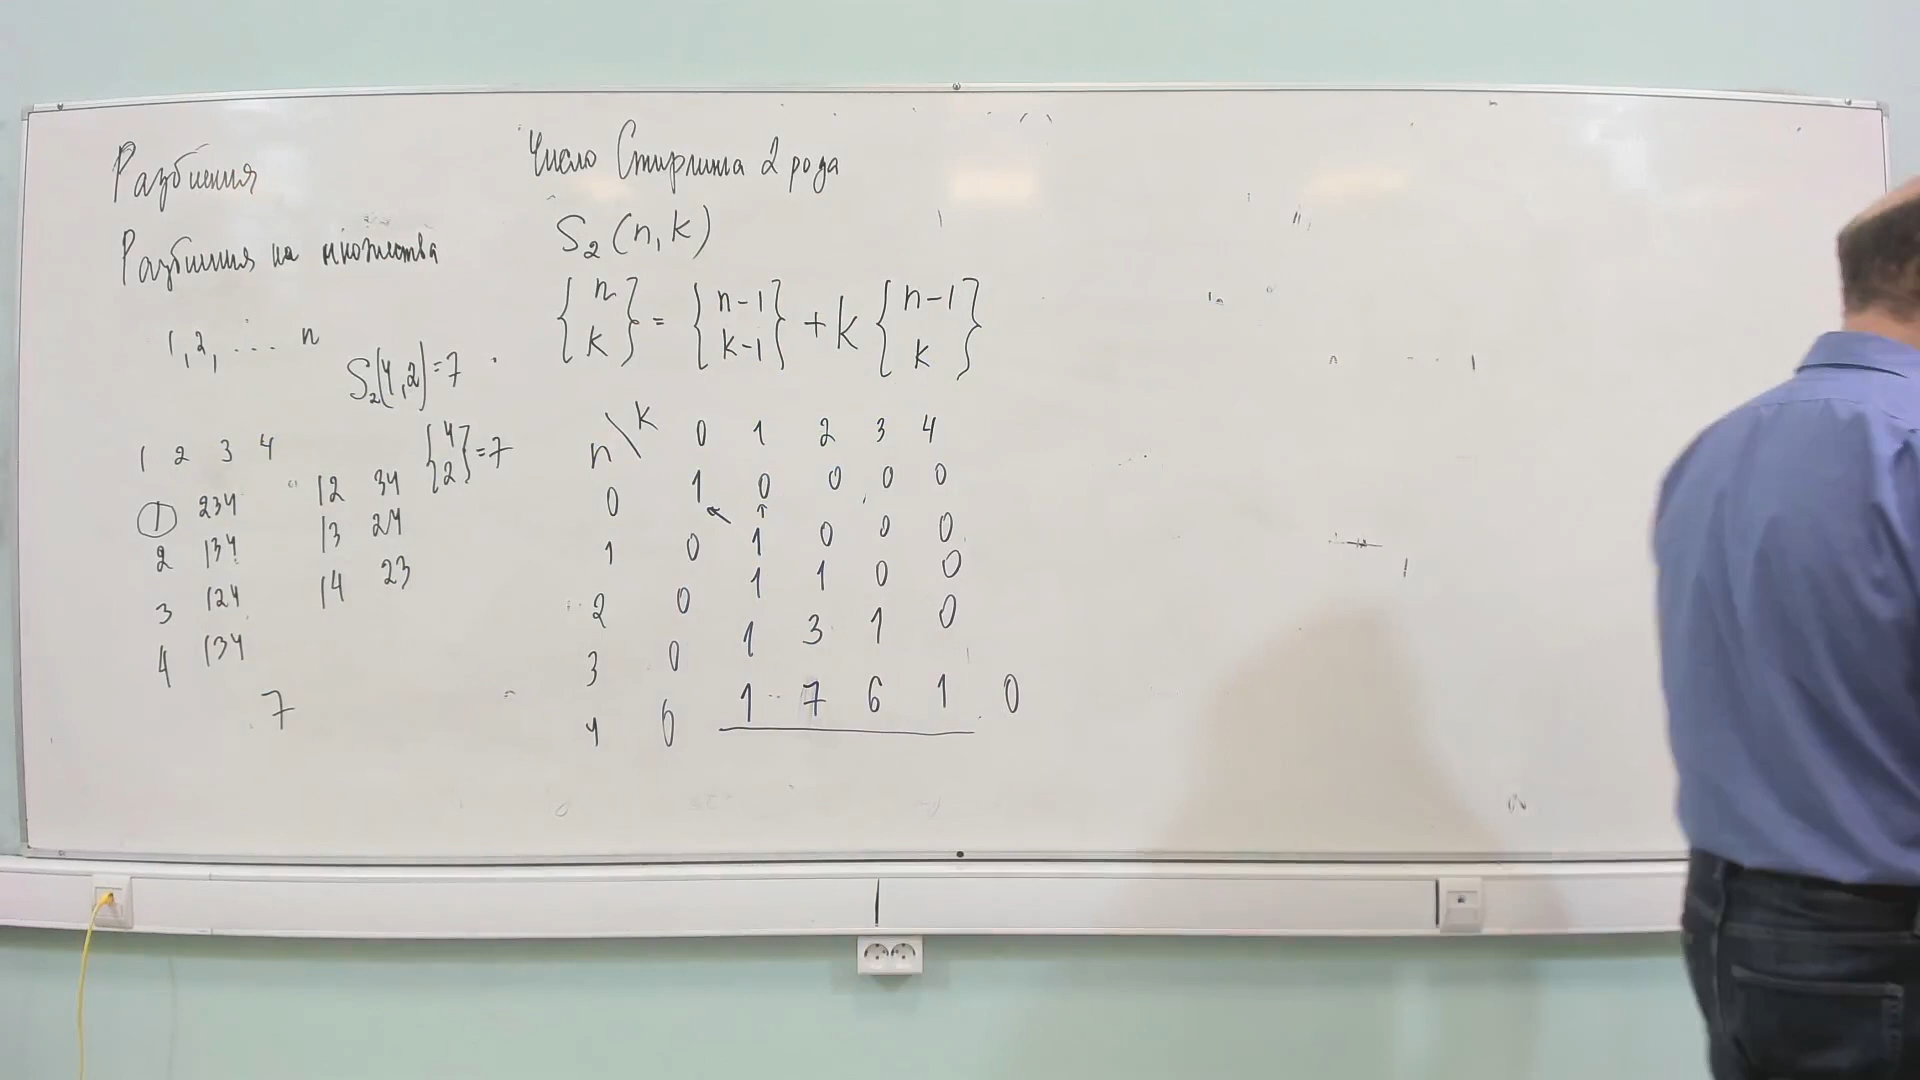 Разбиения
Разбиения на множества
1, 2, .... n
S₂(4,2)=7
1 2 3 4
{4 2}=7
1 234 12 34
2 134 13 24
3 124 14 23
4 134
7
Число Стирлинга 2 рода
S₂(n,k)
{n k} = {n-1 k-1} + k {n-1 k}
n\k 0 1 2 3 4
0 1 0 0 0 0
1 0 1 0 0 0
2 0 1 1 0 0
3 0 1 3 1 0
4 0 1 7 6 1 0